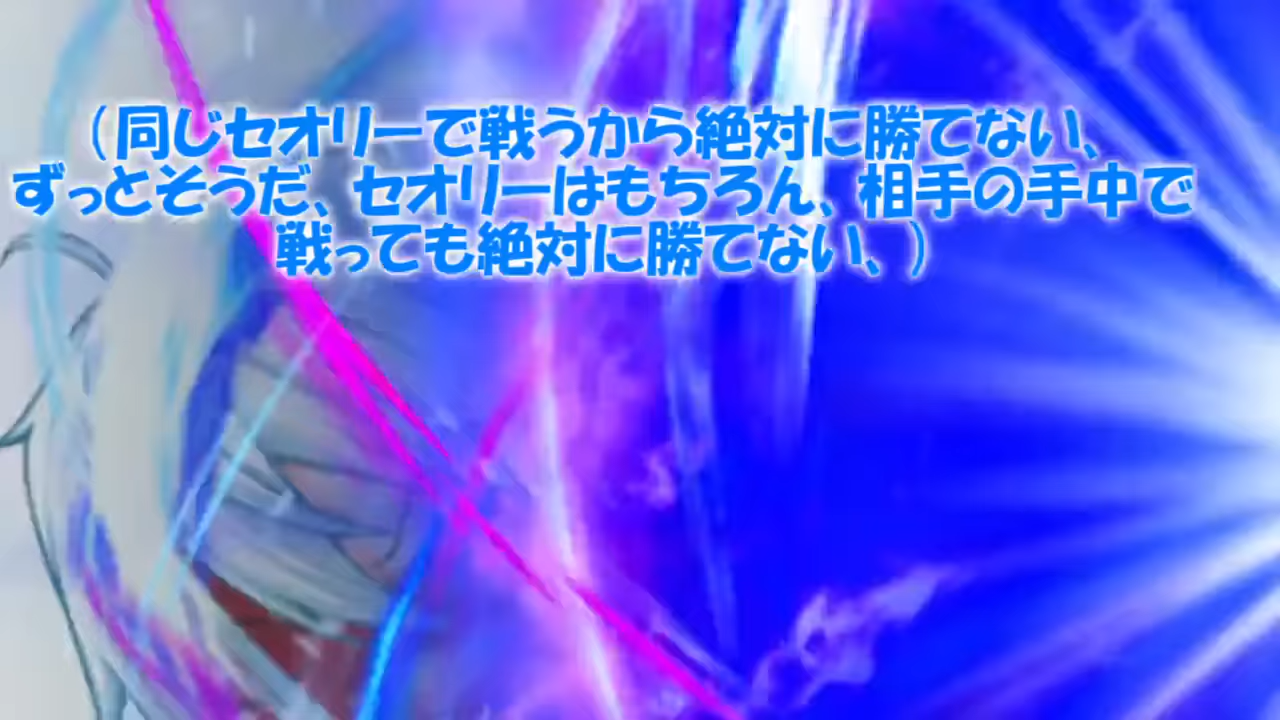 （同じセオリーで戦うから絶対に勝てない、
ずっとそうだ、セオリーはもちろん、相手の手中で
戦っても絶対に勝てない、）